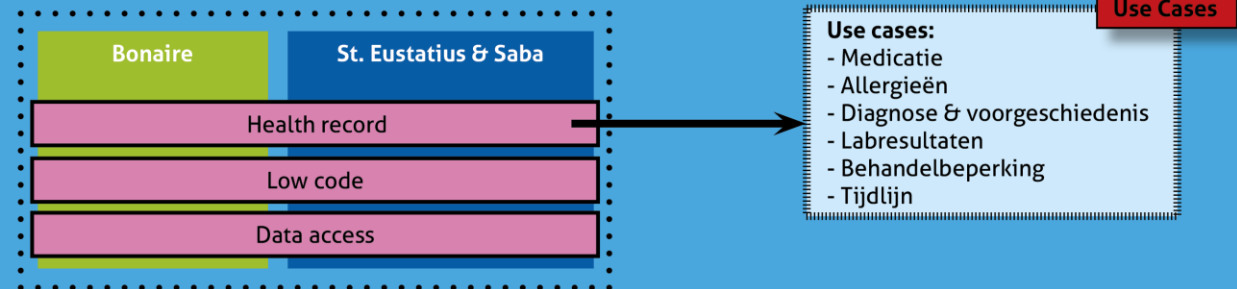 Bonaire
St. Eustatius & Saba
Health record
Low code
Data access
Use Cases
Use cases:
- Medicatie
- Allergieën
- Diagnose & voorgeschiedenis
- Labresultaten
- Behandelbeperking
- Tijdlijn